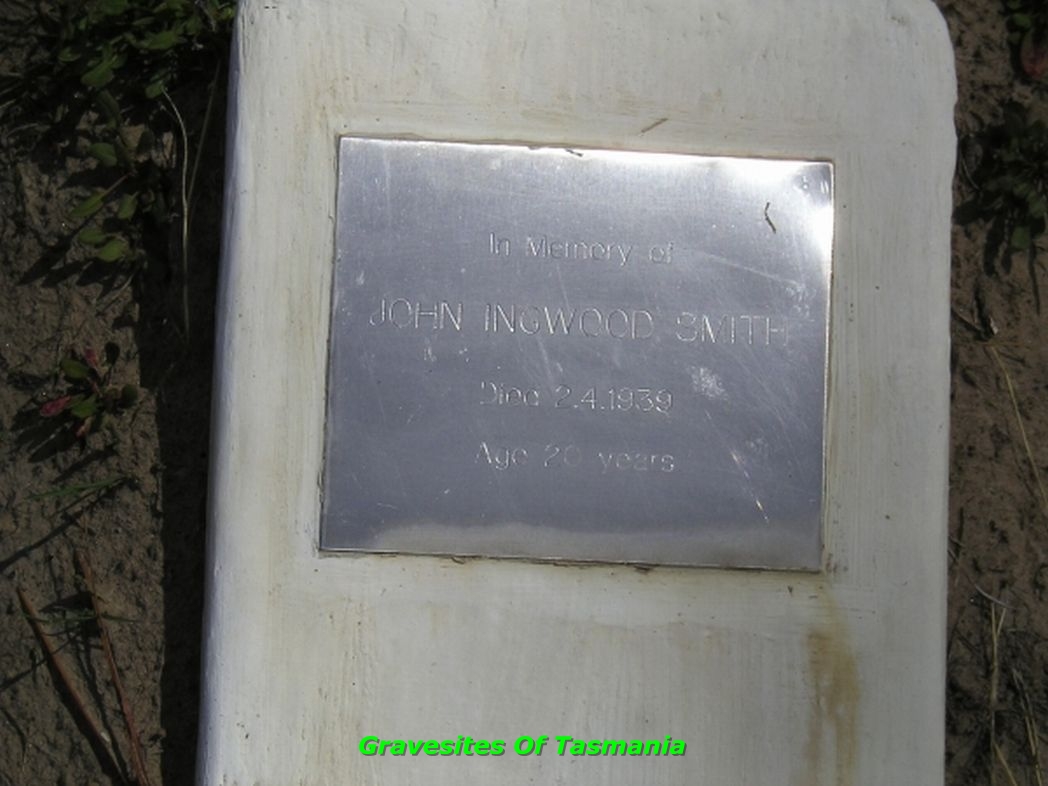 In Memory of
JOHN INGWOOD SMITH
Died 2.4.1939
Age 20 years
Gravesites Of Tasmania